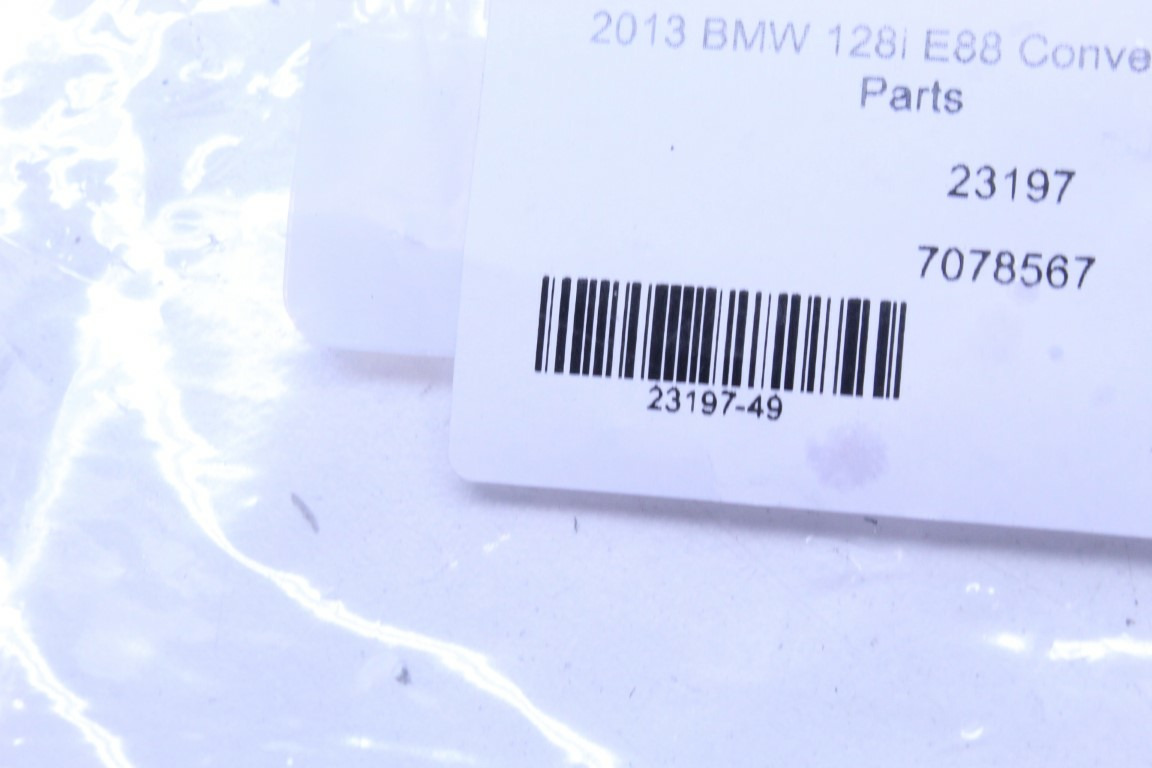 2013 BMW 128i E88 Conve
Parts
23197
7078567
23197-49